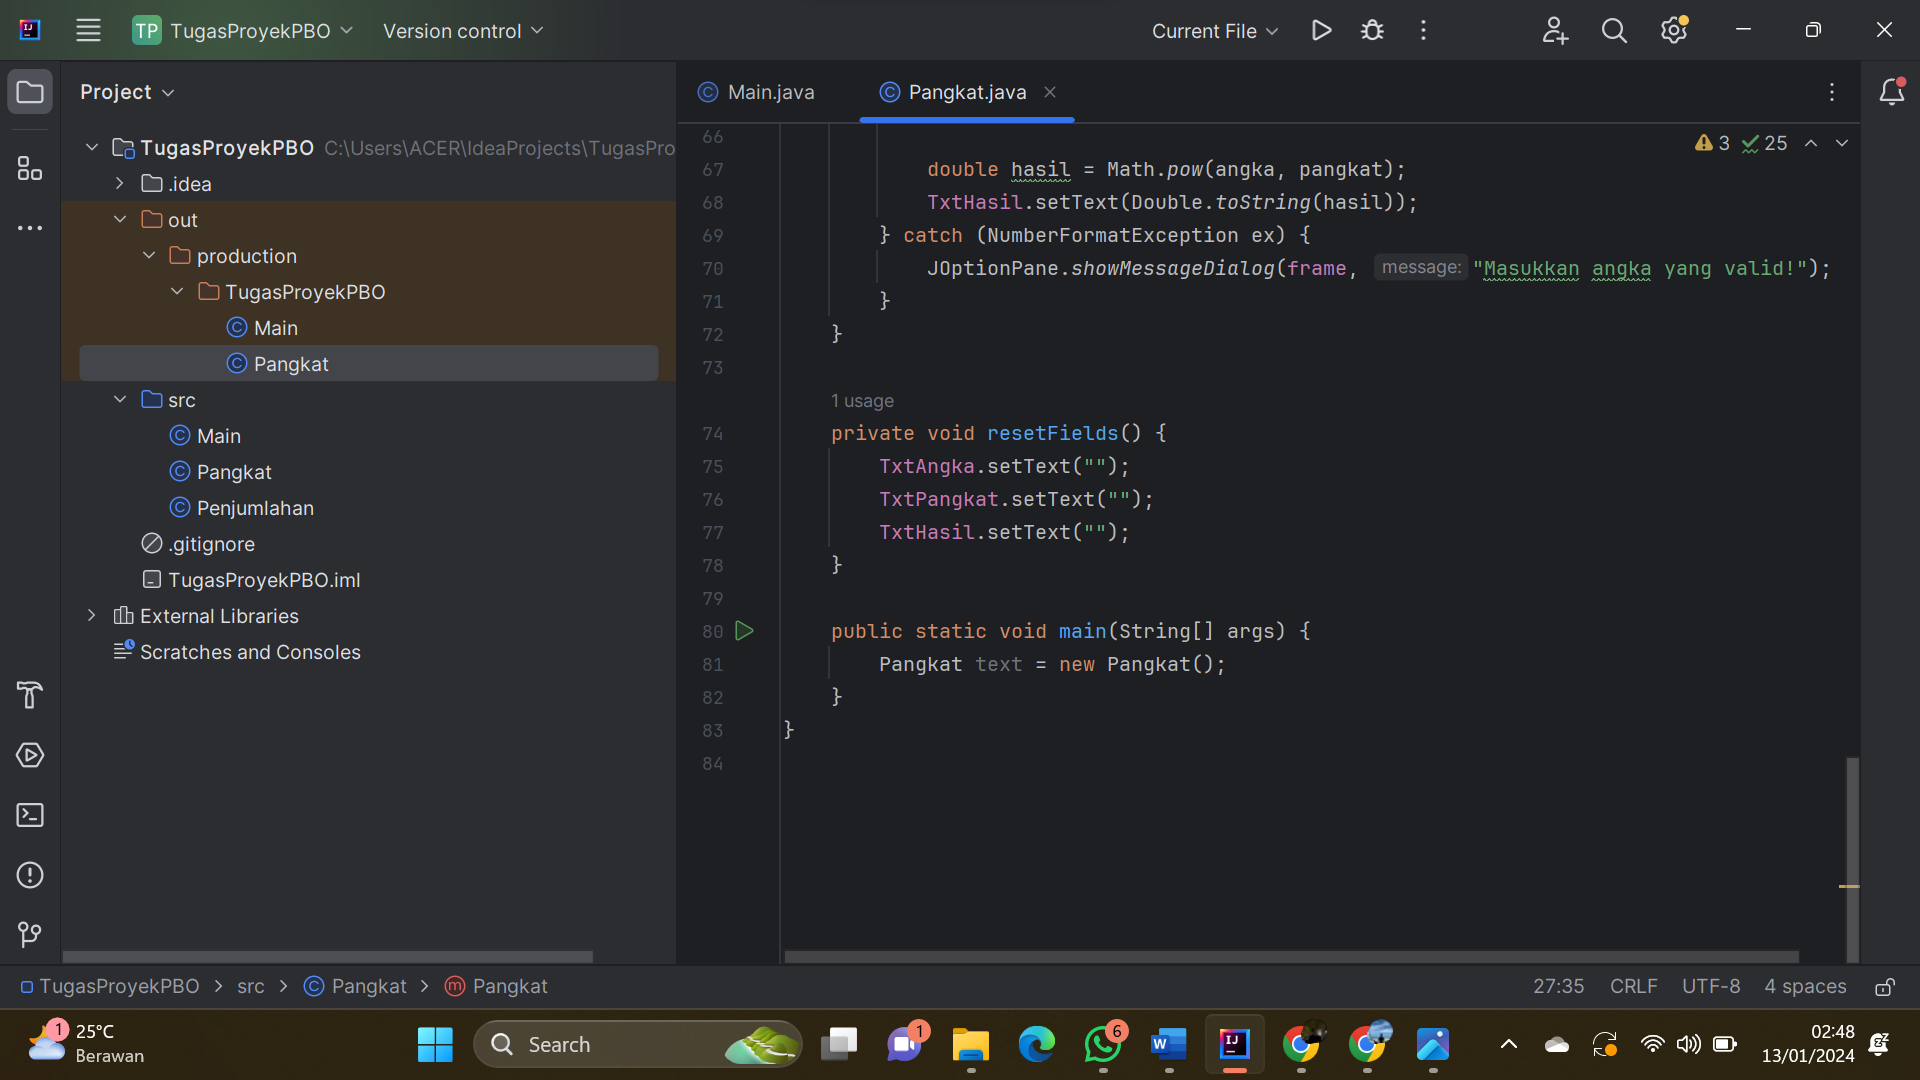 TP TugasProyekPBO Version control Current File
Project
Main.java Pangkat.java
TugasProyekPBO C:\Users\ACER\IdeaProjects\TugasPro
.idea
out
production
TugasProyekPBO
Main
Pangkat
src
Main
Pangkat
Penjumlahan
.gitignore
TugasProyekPBO.iml
External Libraries
Scratches and Consoles
3 25
66
67 double hasil = Math.pow(angka, pangkat);
68 TxtHasil.setText(Double.toString(hasil));
69 } catch (NumberFormatException ex) {
70 JOptionPane.showMessageDialog(frame, message: "Masukkan angka yang valid!");
71 }
72 }
73
1 usage
74 private void resetFields() {
75 TxtAngka.setText("");
76 TxtPangkat.setText("");
77 TxtHasil.setText("");
78 }
79
80 public static void main(String[] args) {
81 Pangkat text = new Pangkat();
82 }
83 }
84
TugasProyekPBO > src > Pangkat > m Pangkat 27:35 CRLF UTF-8 4 spaces
1 25°C
Berawan
Search
1
6
02:48
13/01/2024